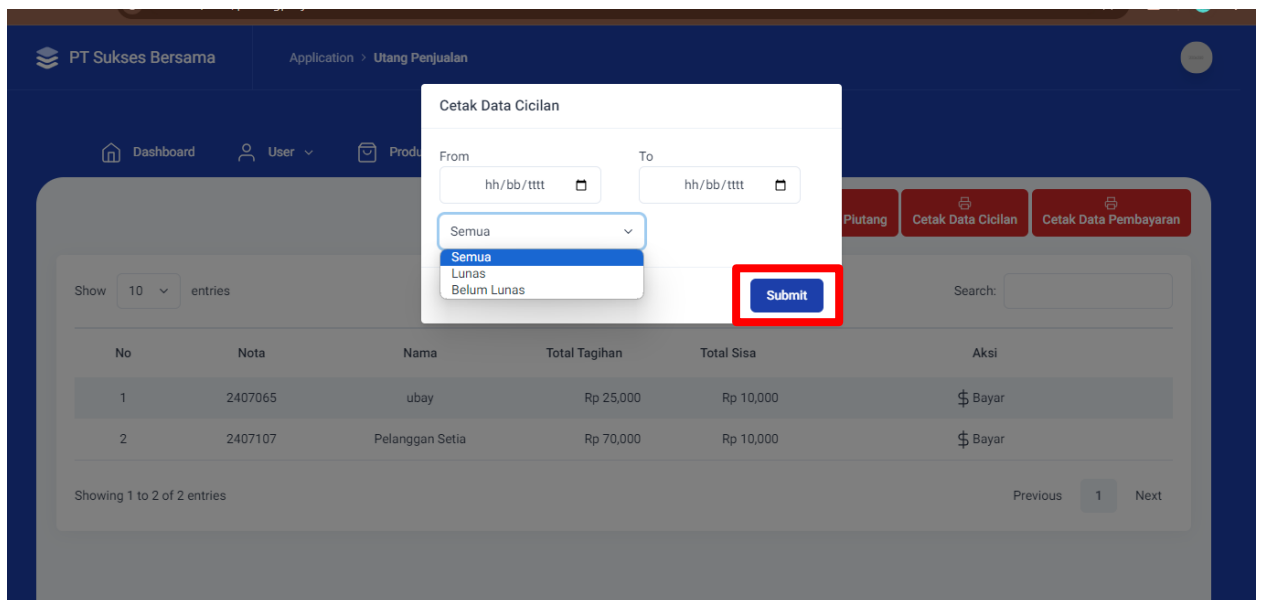 PT Sukses Bersama
Application > Utang Penjualan
Cetak Data Cicilan
Dashboard
User
From
To
hh/bb/tttt
hh/bb/tttt
Piutang
Cetak Data Cicilan
Cetak Data Pembayaran
Semua
Semua
Lunas
Belum Lunas
Submit
Show 10 entries
Search:
No Nota Nama Total Tagihan Total Sisa Aksi
1 2407065 ubay Rp 25,000 Rp 10,000 $ Bayar
2 2407107 Pelanggan Setia Rp 70,000 Rp 10,000 $ Bayar
Showing 1 to 2 of 2 entries
Previous 1 Next